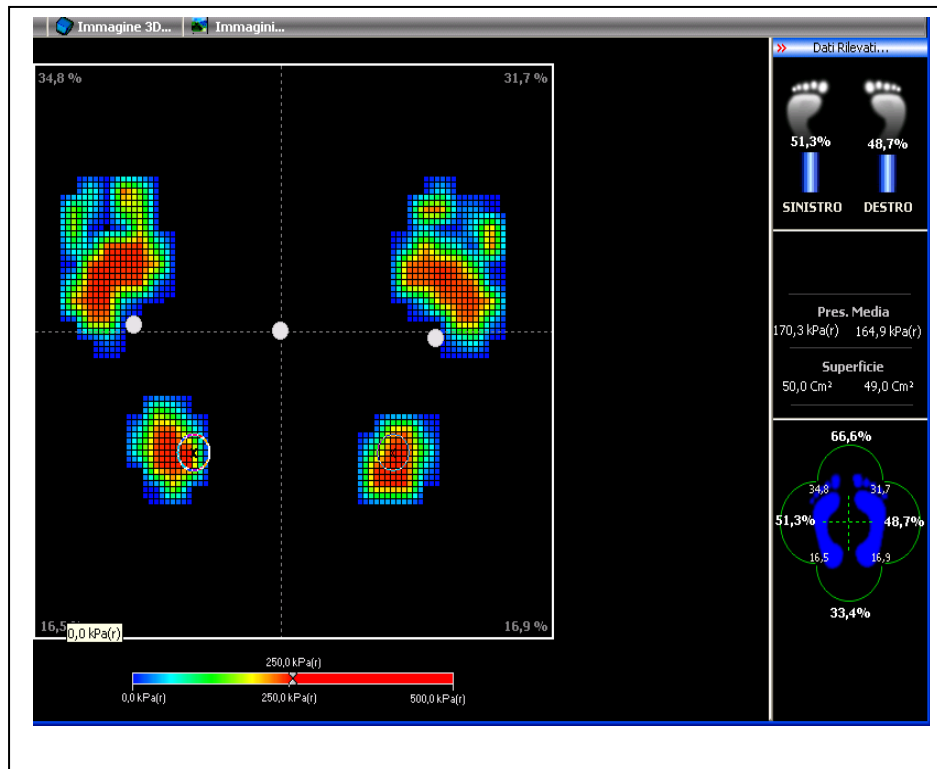 Immagine 3D... Immagini...
» Dati Rilevati...
34,8 % 31,7 %
51,3% 48,7%
SINISTRO DESTRO
Pres. Media
170,3 kPa(r) 164,9 kPa(r)
Superficie
50,0 Cm² 49,0 Cm²
66,6%
34,8 31,7
51,3% 48,7%
16,5 16,9
33,4%
16,5 16,9 %
0,0 kPa(r)
250,0 kPa(r)
0,0 kPa(r) 250,0 kPa(r) 500,0 kPa(r)